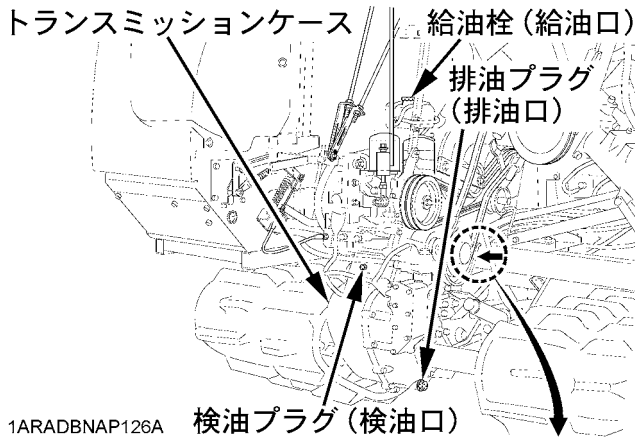 トランスミッションケース
給油栓（給油口）
排油プラグ
（排油口）
検油プラグ（検油口）
1ARADBNAP126A